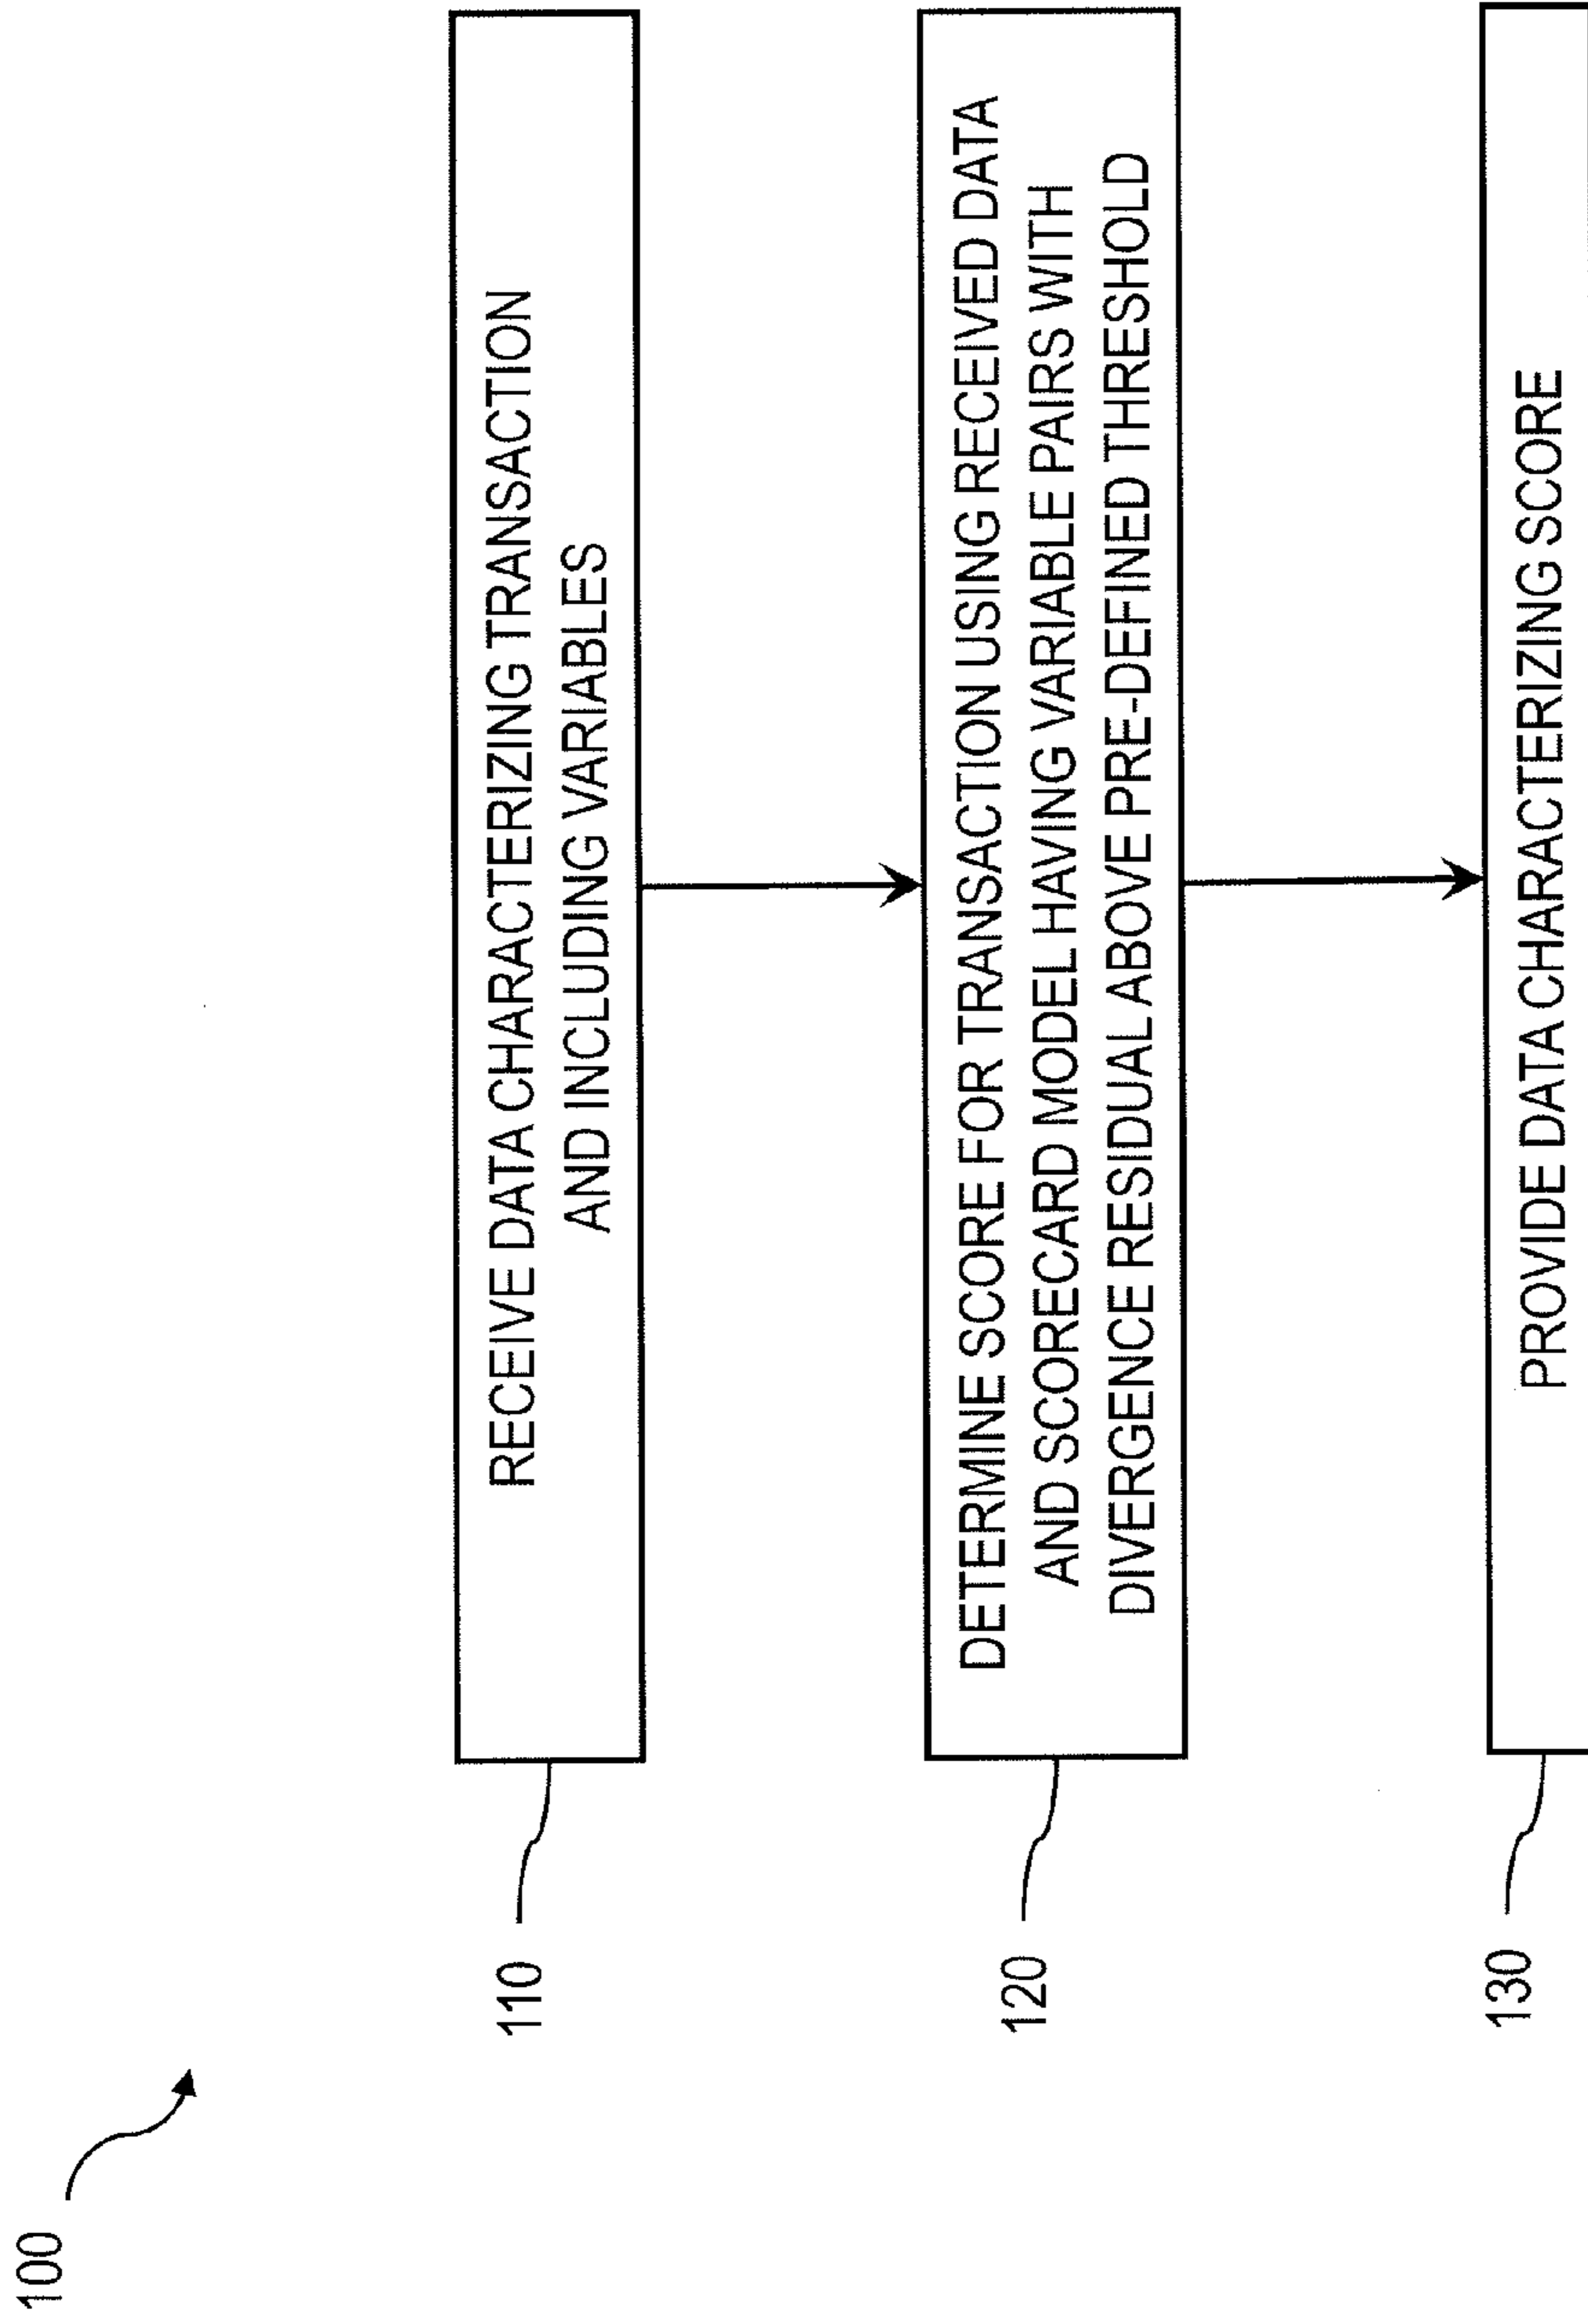 100
110
RECEIVE DATA CHARACTERIZING TRANSACTION
AND INCLUDING VARIABLES
120
DETERMINE SCORE FOR TRANSACTION USING RECEIVED DATA
AND SCORECARD MODEL HAVING VARIABLE PAIRS WITH
DIVERGENCE RESIDUAL ABOVE PRE-DEFINED THRESHOLD
130
PROVIDE DATA CHARACTERIZING SCORE